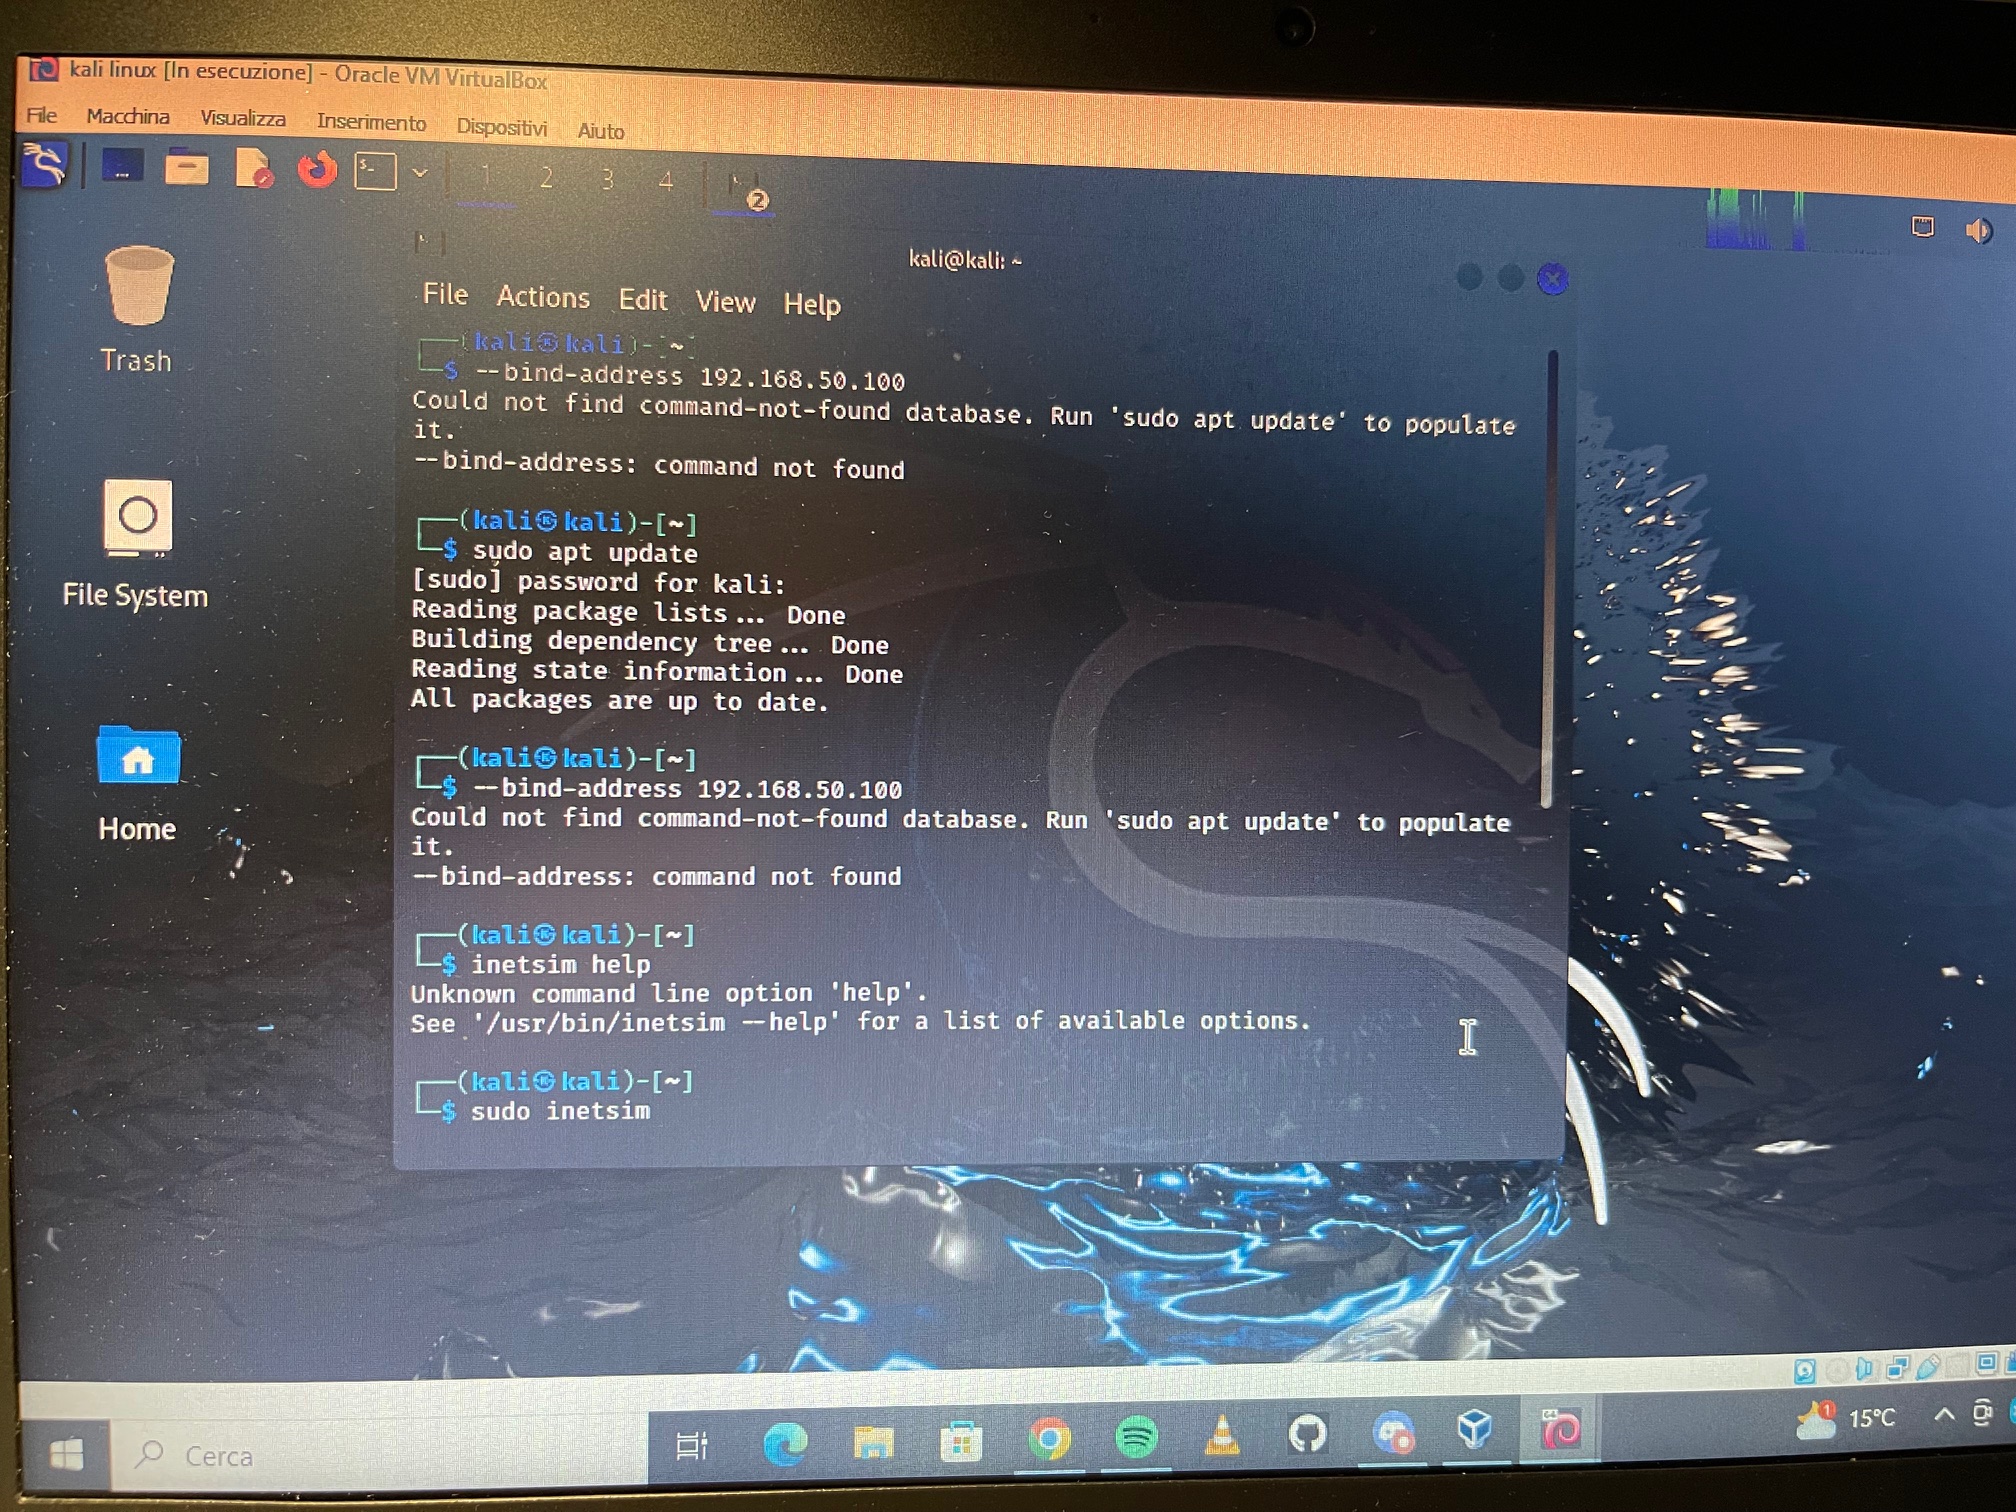 kali linux [In esecuzione] - Oracle VM VirtualBox
File Macchina Visualizza Inserimento Dispositivi Aiuto
1 2 3 4 2
kali@kali: ~
File Actions Edit View Help
Trash
File System
Home
(kali㉿kali)-[~]
$ --bind-address 192.168.50.100
Could not find command-not-found database. Run 'sudo apt update' to populate
it.
--bind-address: command not found
(kali㉿kali)-[~]
$ sudo apt update
[sudo] password for kali:
Reading package lists... Done
Building dependency tree... Done
Reading state information... Done
All packages are up to date.
(kali㉿kali)-[~]
$ --bind-address 192.168.50.100
Could not find command-not-found database. Run 'sudo apt update' to populate
it.
--bind-address: command not found
(kali㉿kali)-[~]
$ inetsim help
Unknown command line option 'help'.
See '/usr/bin/inetsim --help' for a list of available options.
(kali㉿kali)-[~]
$ sudo inetsim
Cerca
1
15°C